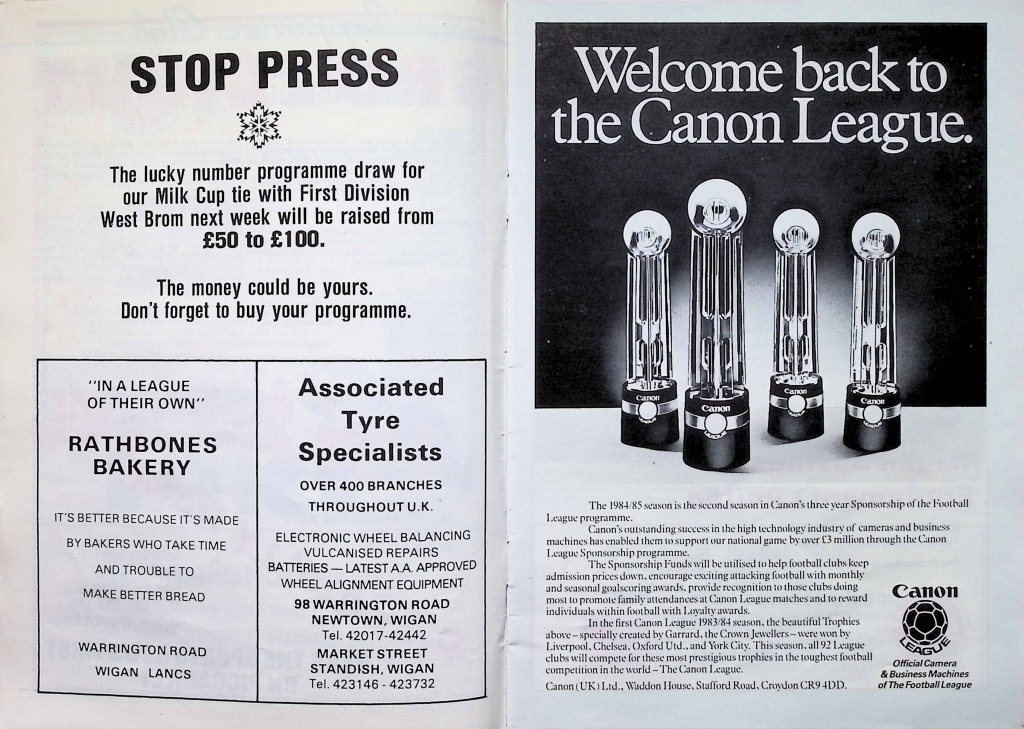 STOP PRESS
The lucky number programme draw for
our Milk Cup tie with First Division
West Brom next week will be raised from
£50 to £100.
The money could be yours.
Don't forget to buy your programme.
"IN A LEAGUE
OF THEIR OWN"
RATHBONES
BAKERY
IT'S BETTER BECAUSE IT'S MADE
BY BAKERS WHO TAKE TIME
AND TROUBLE TO
MAKE BETTER BREAD
WARRINGTON ROAD
WIGAN LANCS
Associated
Tyre
Specialists
OVER 400 BRANCHES
THROUGHOUT U.K.
ELECTRONIC WHEEL BALANCING
VULCANISED REPAIRS
BATTERIES — LATEST A.A. APPROVED
WHEEL ALIGNMENT EQUIPMENT
98 WARRINGTON ROAD
NEWTOWN, WIGAN
Tel. 42017-42442
MARKET STREET
STANDISH, WIGAN
Tel. 423146 - 423732
Welcome back to
the Canon League.
Canon
LEAGUE
Canon
LEAGUE
Canon
LEAGUE
Canon
LEAGUE
The 1984/85 season is the second season in Canon's three year Sponsorship of the Football
League programme.
Canon's outstanding success in the high technology industry of cameras and business
machines has enabled them to support our national game by over £3 million through the Canon
League Sponsorship programme.
The Sponsorship Funds will be utilised to help football clubs keep
admission prices down, encourage exciting attacking football with monthly
and seasonal goalscoring awards, provide recognition to those clubs doing
most to promote family attendances at Canon League matches and to reward
individuals within football with Loyalty awards.
In the first Canon League 1983/84 season, the beautiful Trophies
above – specially created by Garrard, the Crown Jewellers – were won by
Liverpool, Chelsea, Oxford Utd., and York City. This season, all 92 League
clubs will compete for these most prestigious trophies in the toughest football
competition in the world – The Canon League.
Canon (UK) Ltd., Waddon House, Stafford Road, Croydon CR9 4DD.
Canon
LEAGUE
Official Camera
& Business Machines
of The Football League